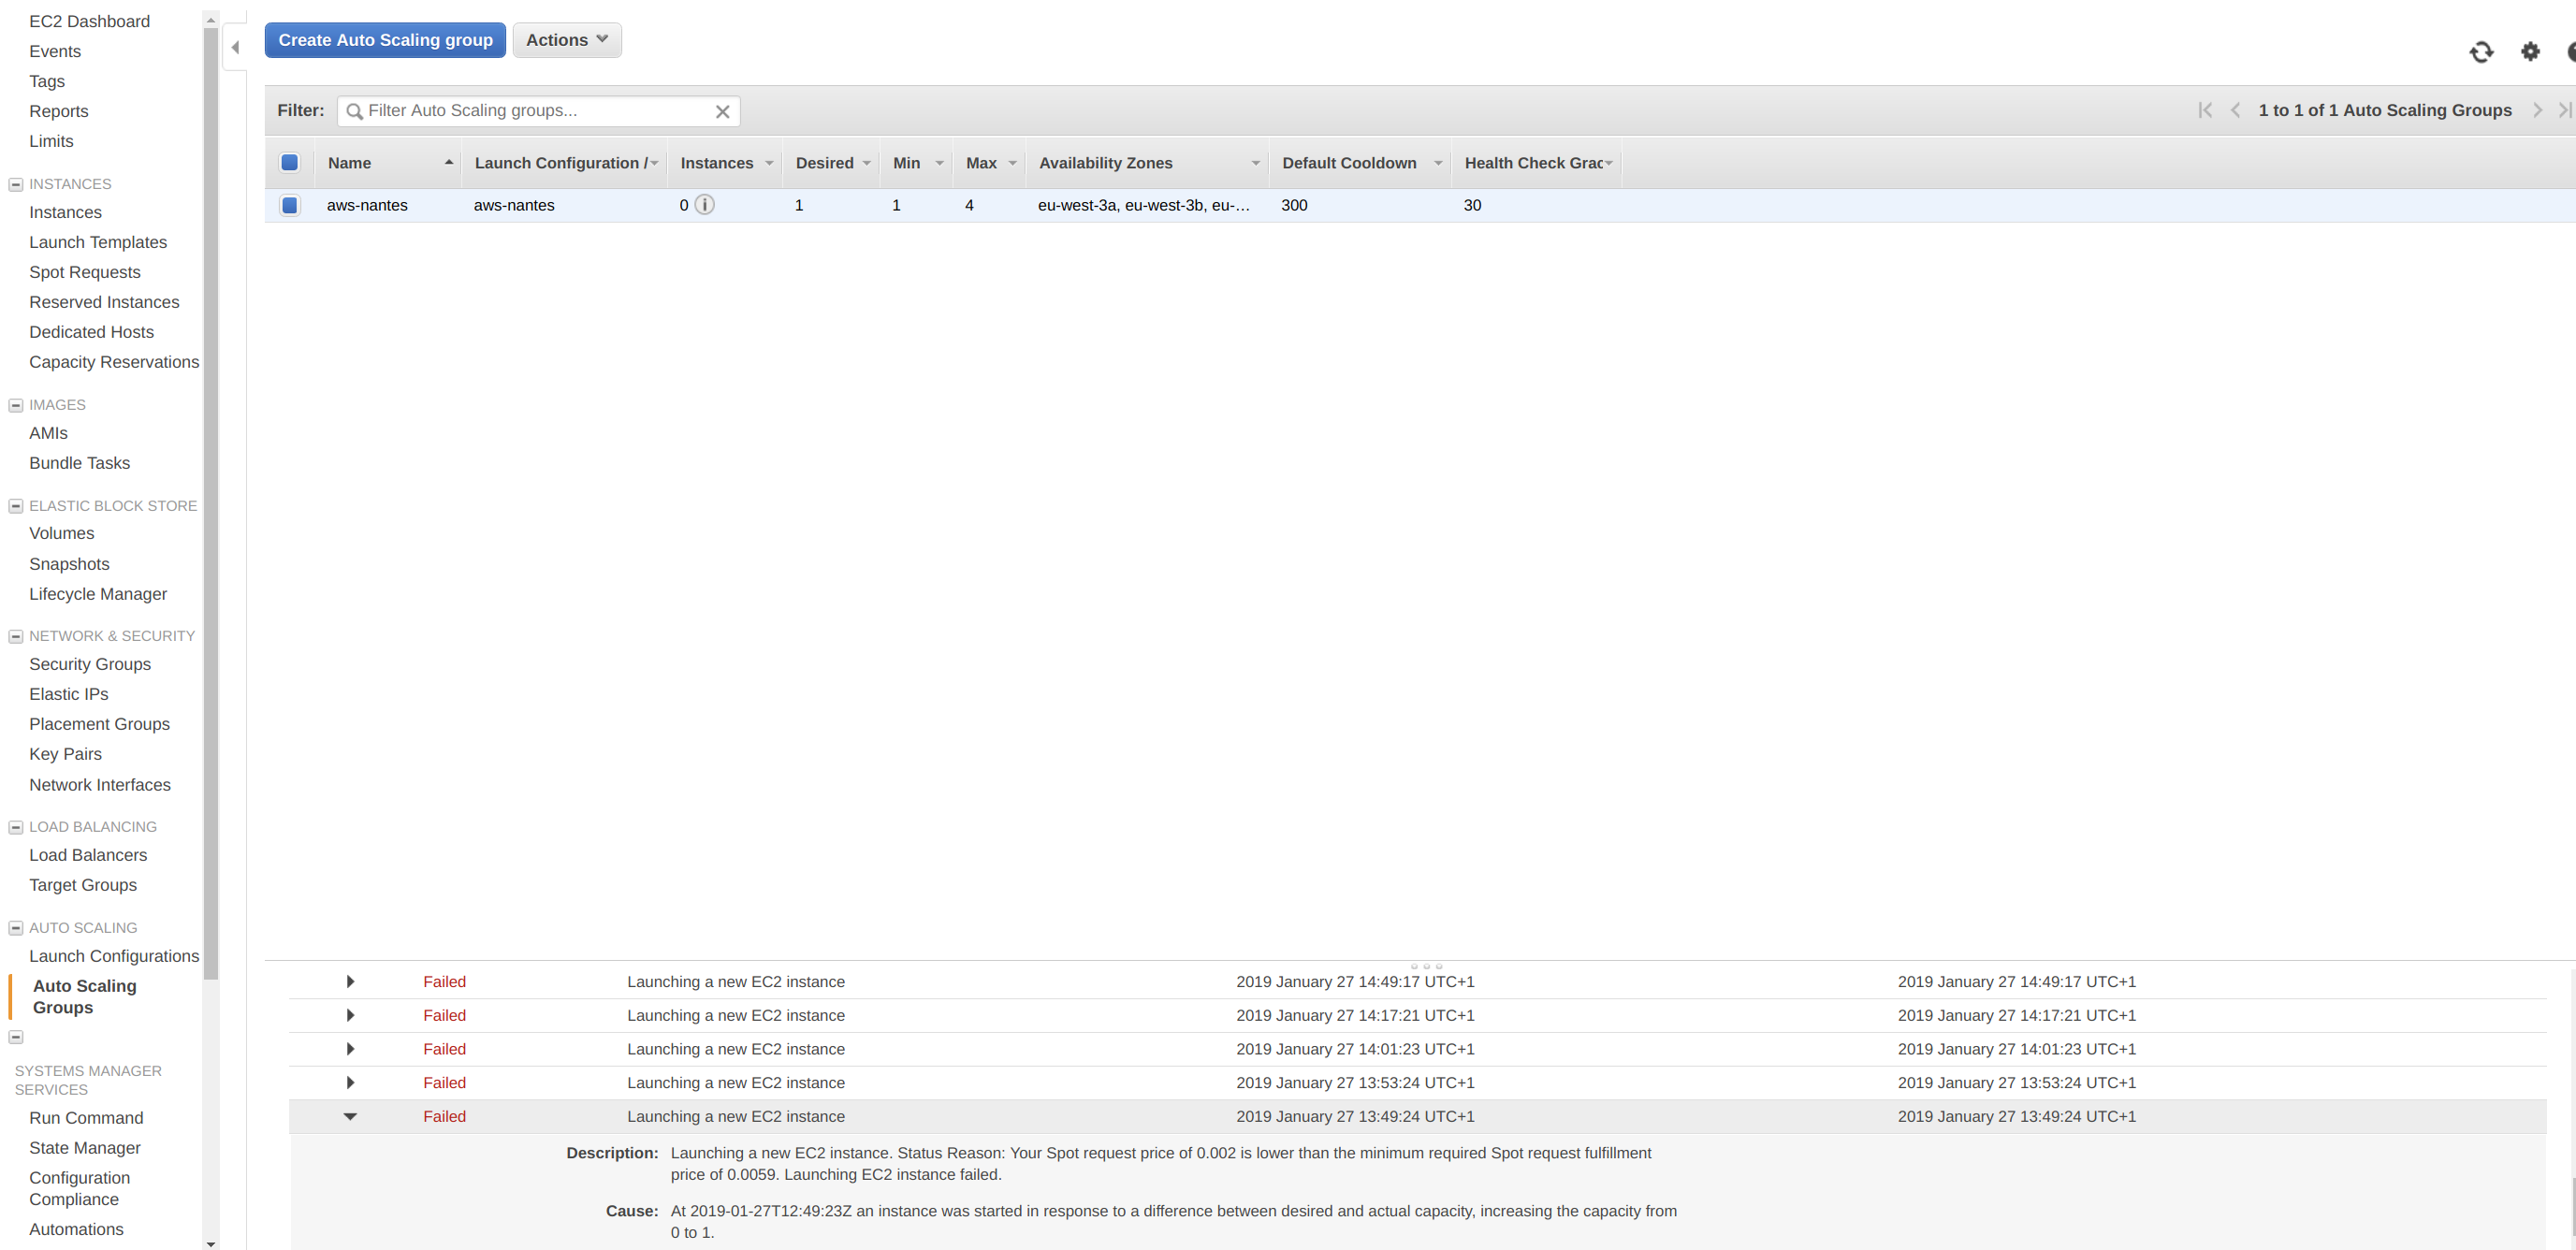 EC2 Dashboard
Events
Tags
Reports
Limits
INSTANCES
Instances
Launch Templates
Spot Requests
Reserved Instances
Dedicated Hosts
Capacity Reservations
IMAGES
AMIs
Bundle Tasks
ELASTIC BLOCK STORE
Volumes
Snapshots
Lifecycle Manager
NETWORK & SECURITY
Security Groups
Elastic IPs
Placement Groups
Key Pairs
Network Interfaces
LOAD BALANCING
Load Balancers
Target Groups
AUTO SCALING
Launch Configurations
Auto Scaling
Groups
SYSTEMS MANAGER
SERVICES
Run Command
State Manager
Configuration
Compliance
Automations
Create Auto Scaling group Actions
Filter: Filter Auto Scaling groups... 1 to 1 of 1 Auto Scaling Groups
Name Launch Configuration / Instances Desired Min Max Availability Zones Default Cooldown Health Check Grac
aws-nantes aws-nantes 0 1 1 4 eu-west-3a, eu-west-3b, eu-... 300 30
Failed Launching a new EC2 instance 2019 January 27 14:49:17 UTC+1 2019 January 27 14:49:17 UTC+1
Failed Launching a new EC2 instance 2019 January 27 14:17:21 UTC+1 2019 January 27 14:17:21 UTC+1
Failed Launching a new EC2 instance 2019 January 27 14:01:23 UTC+1 2019 January 27 14:01:23 UTC+1
Failed Launching a new EC2 instance 2019 January 27 13:53:24 UTC+1 2019 January 27 13:53:24 UTC+1
Failed Launching a new EC2 instance 2019 January 27 13:49:24 UTC+1 2019 January 27 13:49:24 UTC+1
Description: Launching a new EC2 instance. Status Reason: Your Spot request price of 0.002 is lower than the minimum required Spot request fulfillment
price of 0.0059. Launching EC2 instance failed.
Cause: At 2019-01-27T12:49:23Z an instance was started in response to a difference between desired and actual capacity, increasing the capacity from
0 to 1.